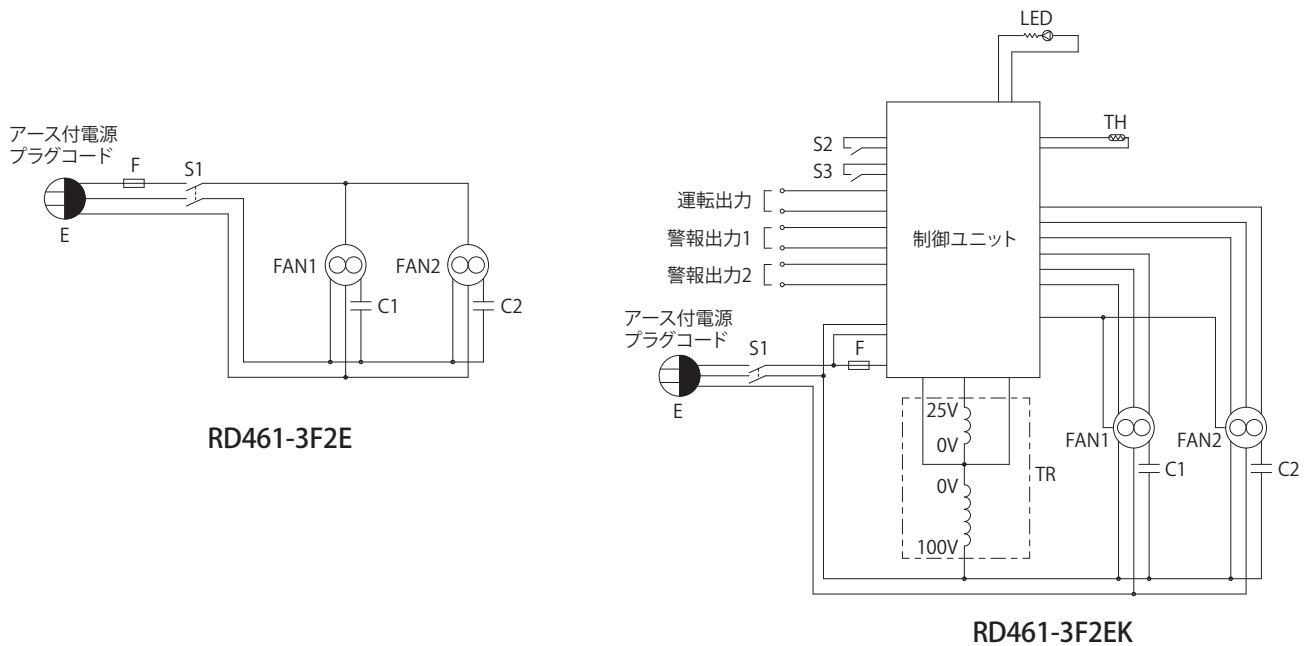 アース付電源
プラグコード
F
S1
E
FAN1
FAN2
C1
C2
RD461-3F2E
LED
TH
S2
S3
運転出力
警報出力1
警報出力2
制御ユニット
アース付電源
プラグコード
S1
F
E
25V
0V
0V
100V
TR
FAN1
FAN2
C1
C2
RD461-3F2EK